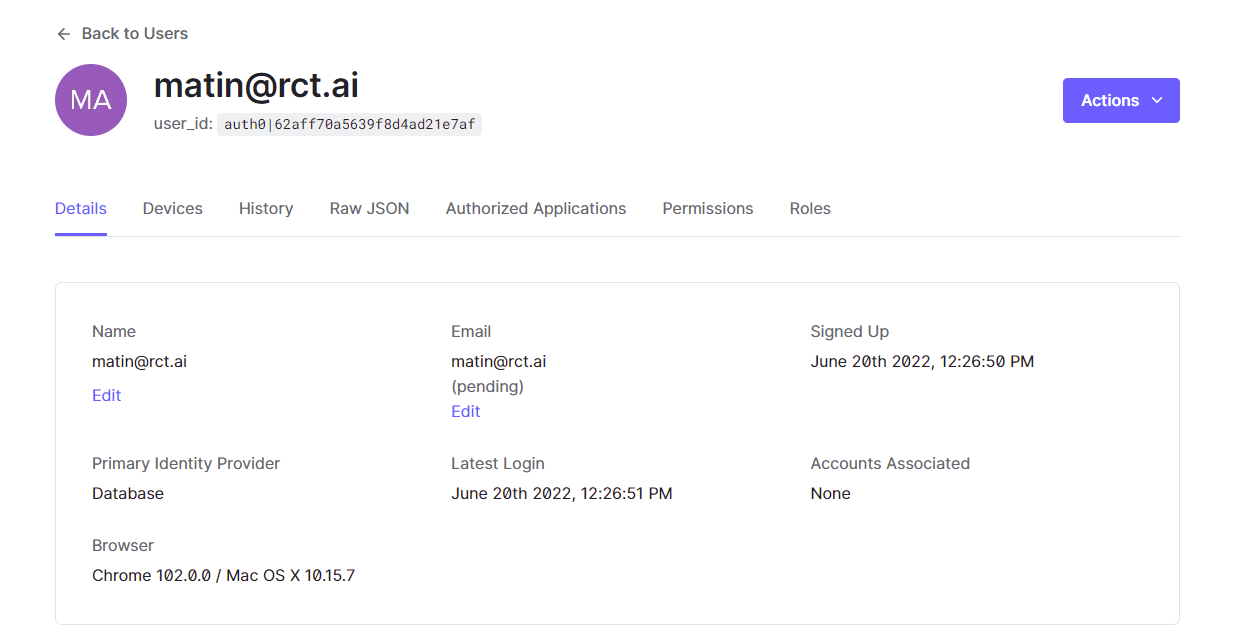 ← Back to Users
MA
matin@rct.ai
user_id: auth0|62aff70a5639f8d4ad21e7af
Actions
Details Devices History Raw JSON Authorized Applications Permissions Roles
Name Email Signed Up
matin@rct.ai matin@rct.ai June 20th 2022, 12:26:50 PM
(pending)
Edit
Edit
Primary Identity Provider Latest Login Accounts Associated
Database June 20th 2022, 12:26:51 PM None
Browser
Chrome 102.0.0 / Mac OS X 10.15.7